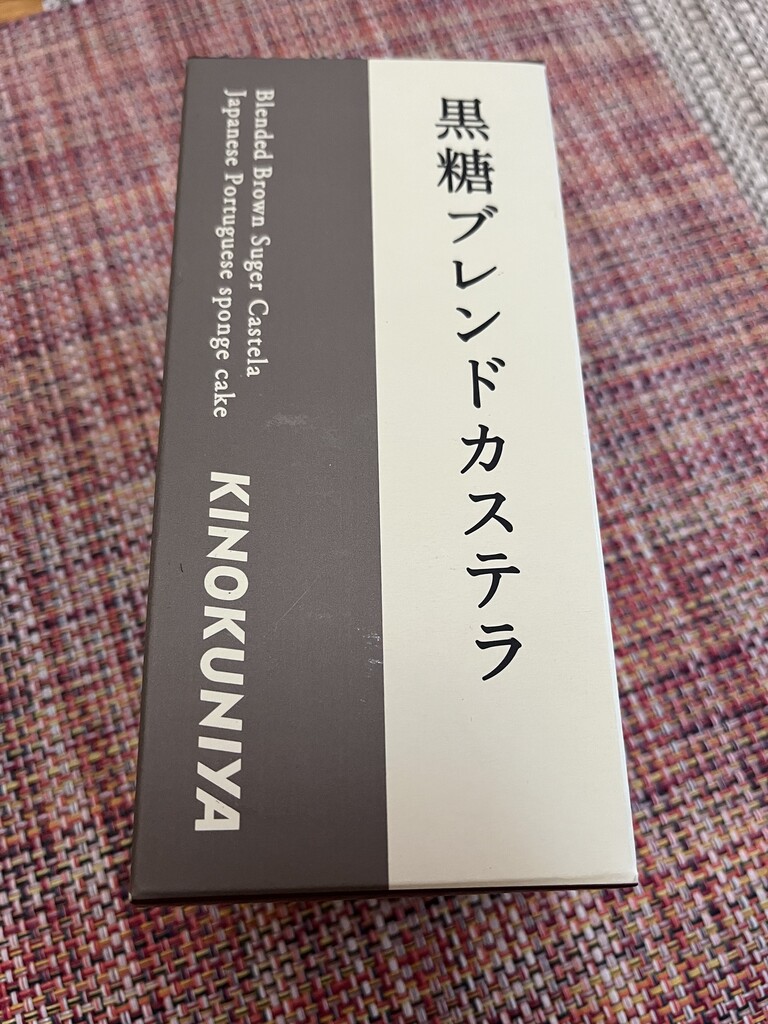 黒糖ブレンドカステラ
Blended Brown Suger Castela
Japanese Portuguese sponge cake
KINOKUNIYA